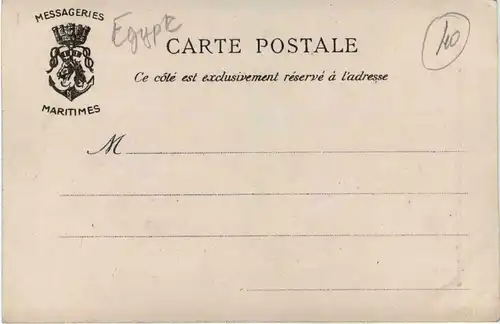 MESSAGERIES
MARITIMES
Egypte
40
CARTE POSTALE
Ce côté est exclusivement réservé à l'adresse
M